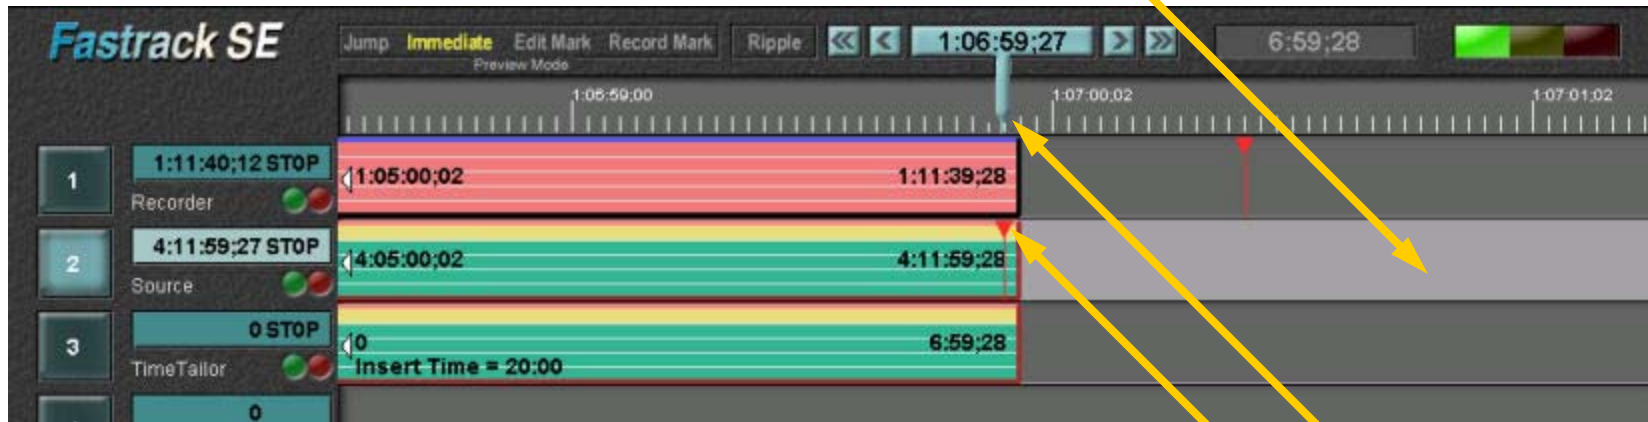 Fastrack SE
Jump Immediate Edit Mark Record Mark Ripple 1:06:59;27 6:59;28
Preview Mode
1:06:59;00 1:07:00;02 1:07:01;02
1 1:11:40;12 STOP 1:05:00;02 1:11:39;28
Recorder
2 4:11:59;27 STOP 4:05:00;02 4:11:59;28
Source
3 0 STOP 0 6:59;28
TimeTailor Insert Time = 20:00
0